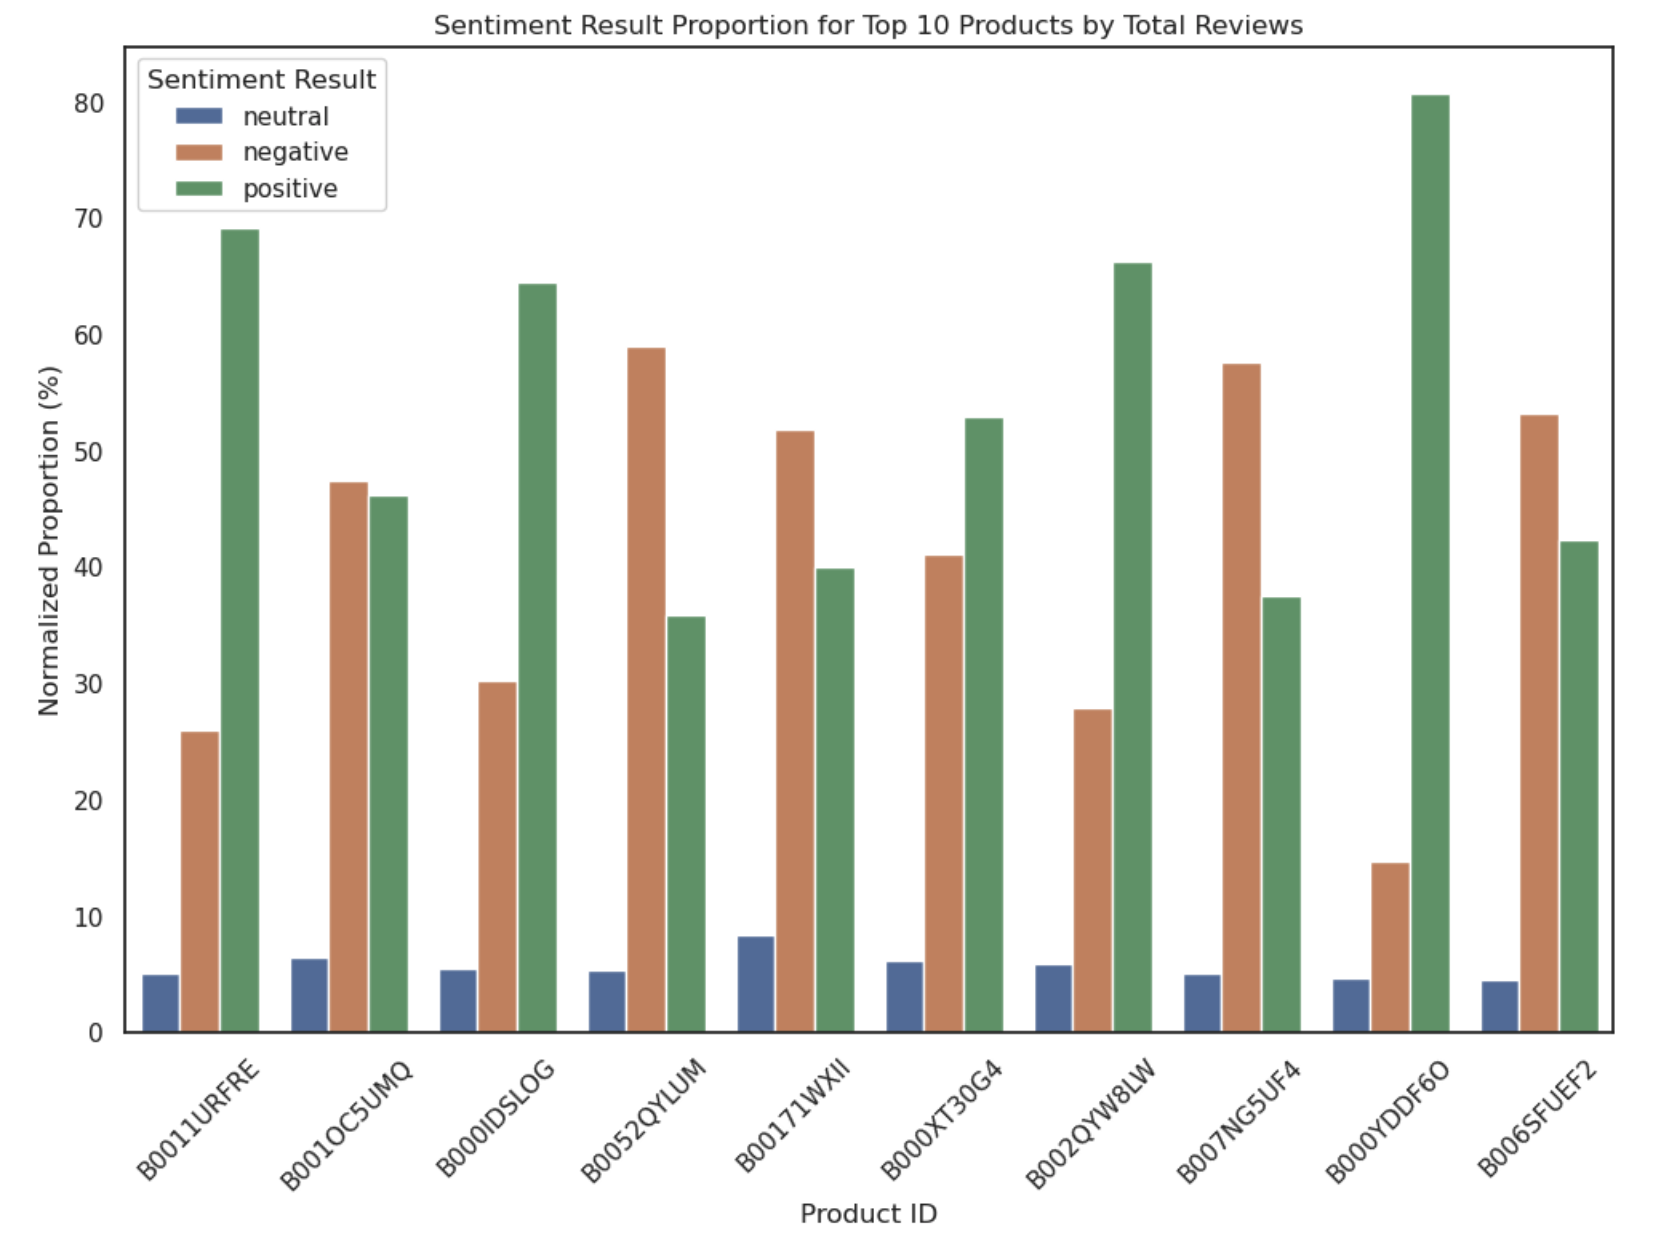 Sentiment Result Proportion for Top 10 Products by Total Reviews
Sentiment Result
neutral
negative
positive
Normalized Proportion (%)
80
70
60
50
40
30
20
10
0
B0011URFRE
B001OC5UMQ
B000IDSLOG
B0052QYLUM
B00171WXII
B000XT30G4
B002QYW8LW
B007NG5UF4
B000YDDF6O
B006SFUEF2
Product ID